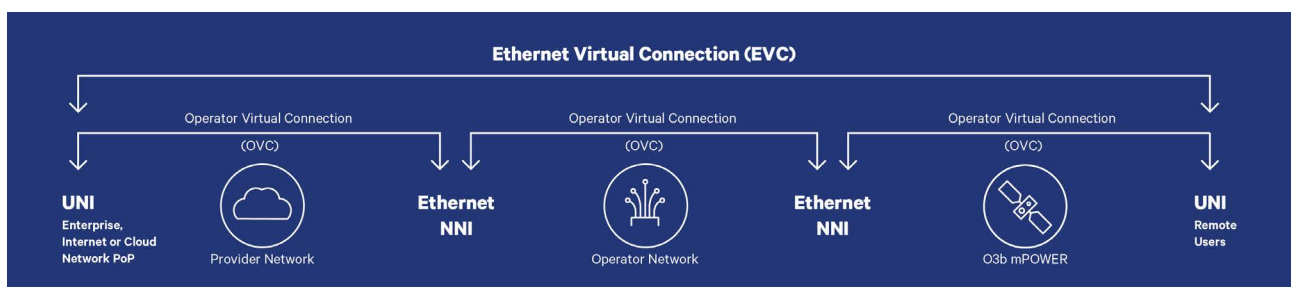 Ethernet Virtual Connection (EVC)
Operator Virtual Connection
(OVC)
Operator Virtual Connection
(OVC)
Operator Virtual Connection
(OVC)
UNI
Enterprise,
Internet or Cloud
Network PoP
Provider Network
Ethernet
NNI
Operator Network
Ethernet
NNI
O3b mPOWER
UNI
Remote
Users